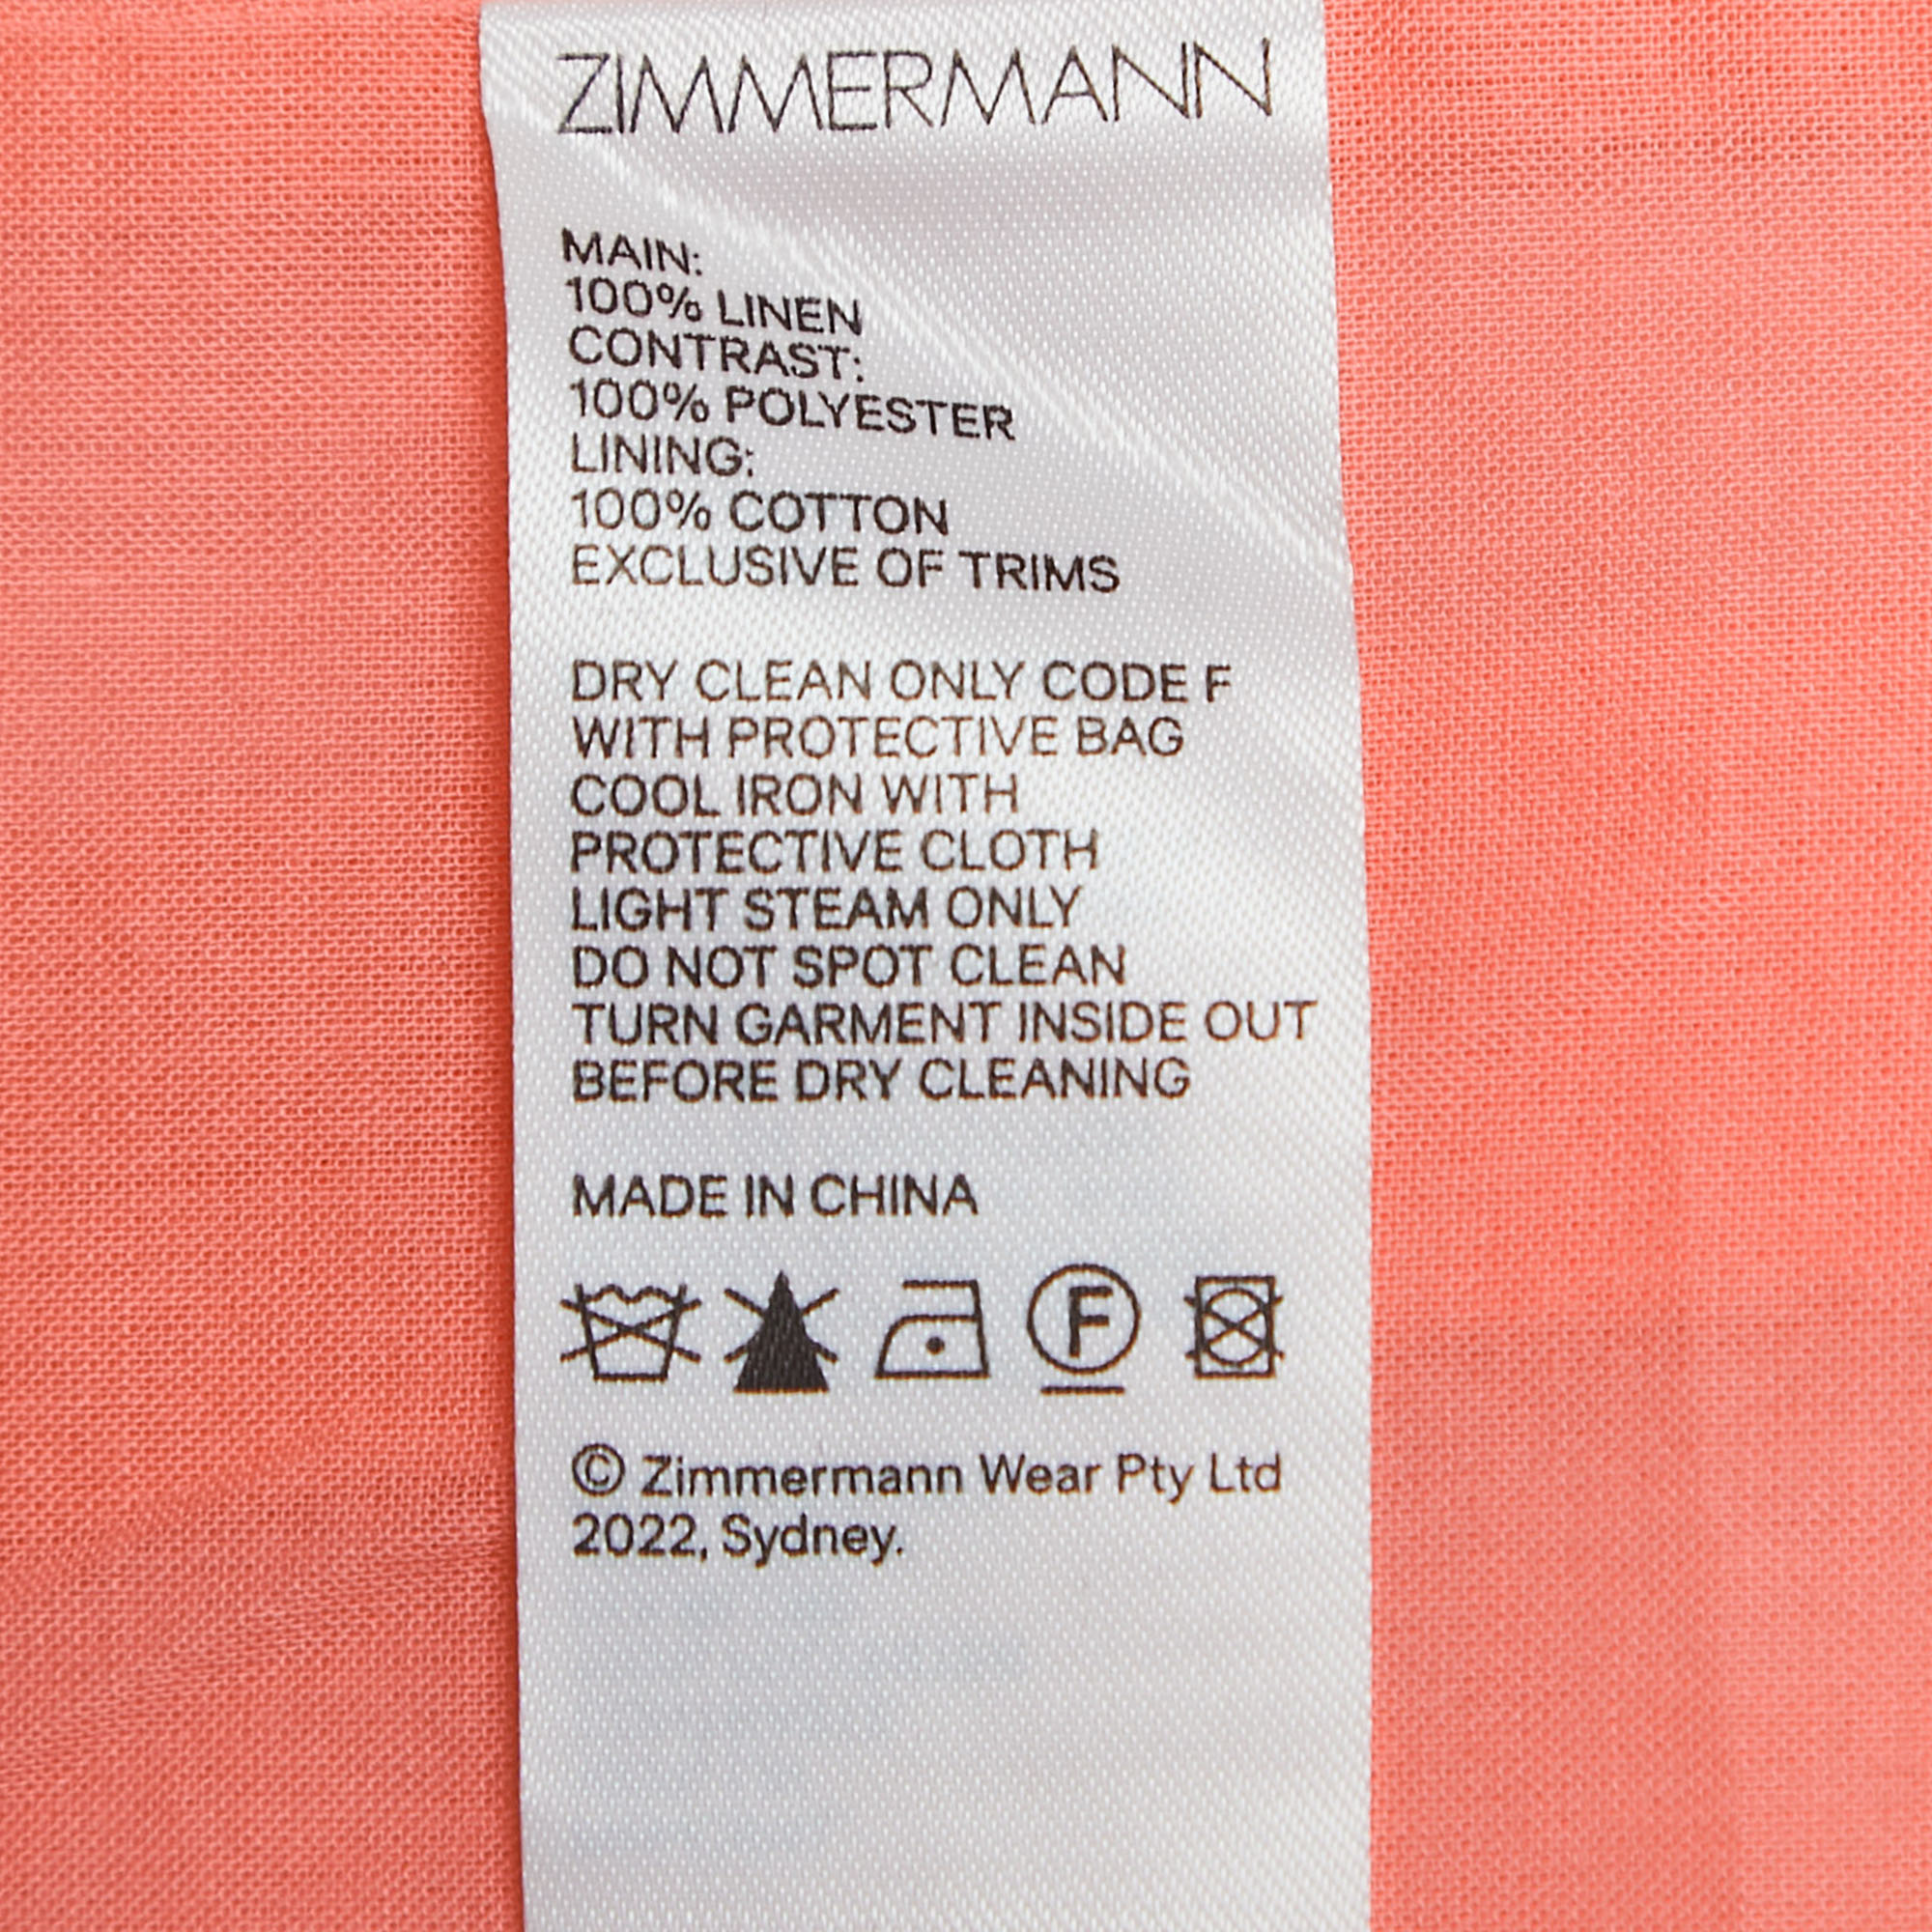 ZIMMERMANN
MAIN:
100% LINEN
CONTRAST:
100% POLYESTER
LINING:
100% COTTON
EXCLUSIVE OF TRIMS
DRY CLEAN ONLY CODE F
WITH PROTECTIVE BAG
COOL IRON WITH
PROTECTIVE CLOTH
LIGHT STEAM ONLY
DO NOT SPOT CLEAN
TURN GARMENT INSIDE OUT
BEFORE DRY CLEANING
MADE IN CHINA
F
© Zimmermann Wear Pty Ltd
2022, Sydney.